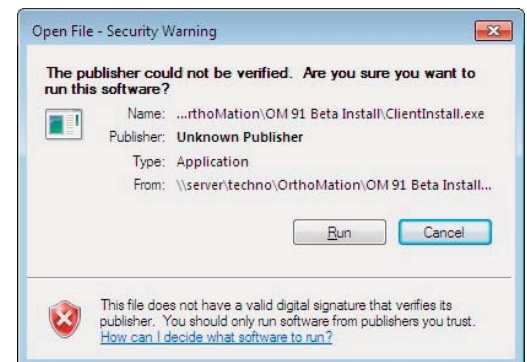 Open File - Security Warning
The publisher could not be verified. Are you sure you want to
run this software?
Name: ...rthoMation\OM 91 Beta Install\ClientInstall.exe
Publisher: Unknown Publisher
Type: Application
From: \\server\techno\OrthoMation\OM 91 Beta Install...
Run Cancel
This file does not have a valid digital signature that verifies its
publisher. You should only run software from publishers you trust.
How can I decide what software to run?